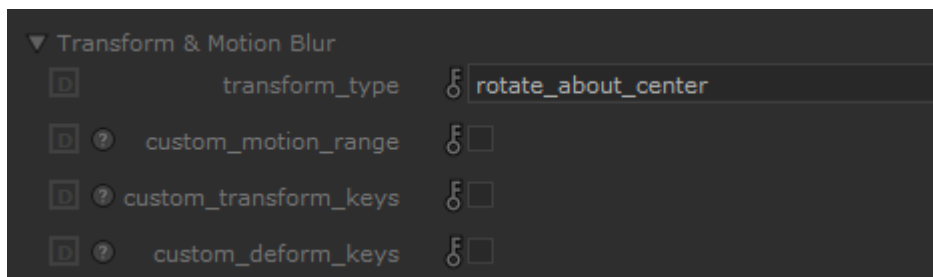 Transform & Motion Blur
D transform_type rotate_about_center
D ? custom_motion_range
D ? custom_transform_keys
D ? custom_deform_keys